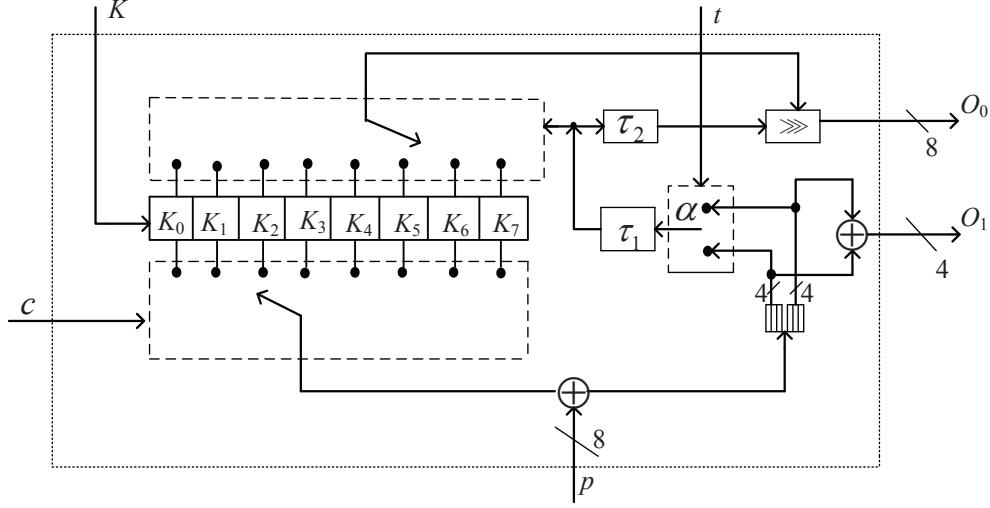 K
t
τ₂
⋙
8
O₀
K₀ K₁ K₂ K₃ K₄ K₅ K₆ K₇
τ₁
α
O₁
4
4
4
c
8
p